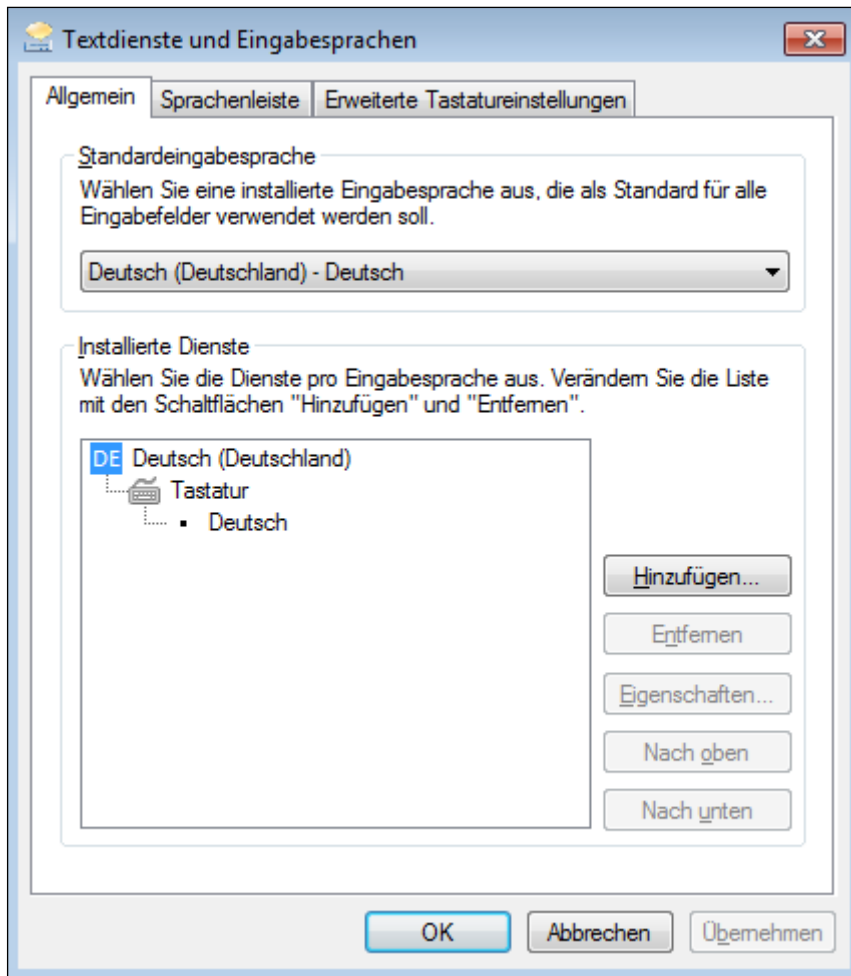 Textdienste und Eingabesprachen
Allgemein Sprachenleiste Erweiterte Tastatureinstellungen
Standardeingabesprache
Wählen Sie eine installierte Eingabesprache aus, die als Standard für alle
Eingabefelder verwendet werden soll.
Deutsch (Deutschland) - Deutsch
Installierte Dienste
Wählen Sie die Dienste pro Eingabesprache aus. Verändern Sie die Liste
mit den Schaltflächen "Hinzufügen" und "Entfernen".
DE Deutsch (Deutschland)
Tastatur
Deutsch
Hinzufügen...
Entfernen
Eigenschaften...
Nach oben
Nach unten
OK Abbrechen Übernehmen